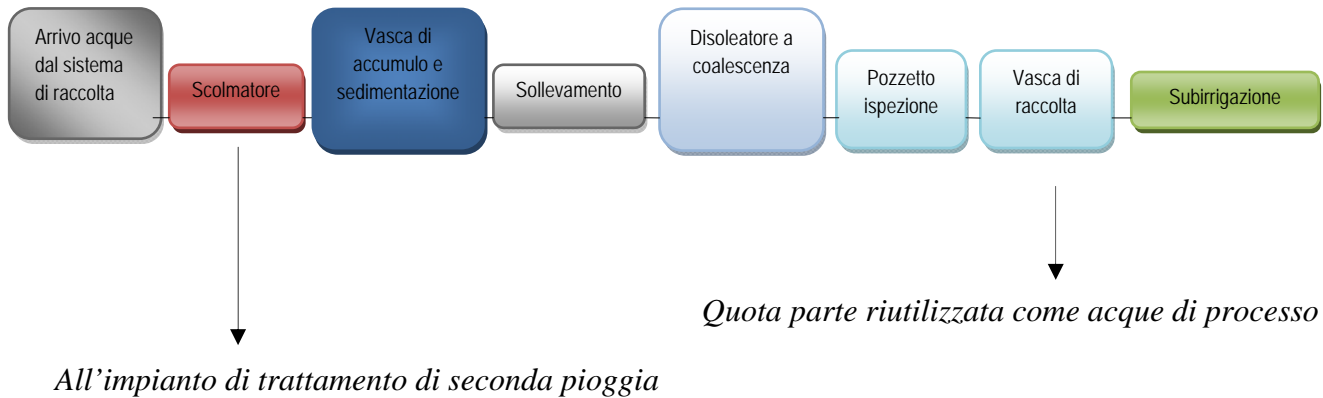 Arrivo acque
dal sistema
di raccolta
Scolmatore
Vasca di
accumulo e
sedimentazione
Sollevamento
Disoleatore a
coalescenza
Pozzetto
ispezione
Vasca di
raccolta
Subirrigazione
Quota parte riutilizzata come acque di processo
All'impianto di trattamento di seconda pioggia